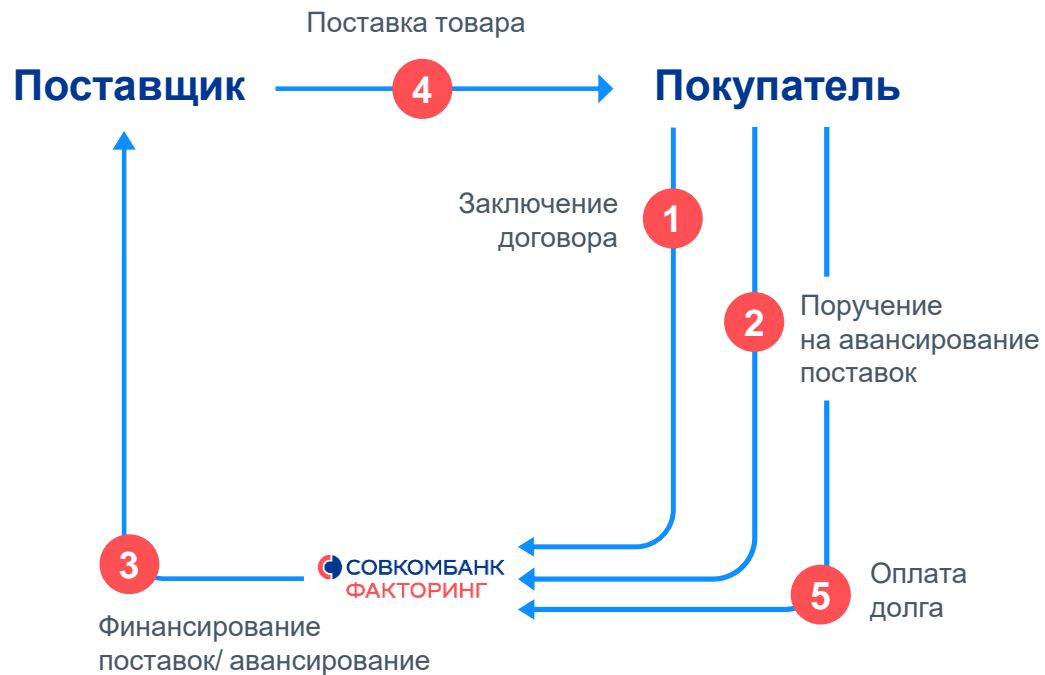 Поставка товара
Поставщик
4
Покупатель
Заключение
договора
1
2
Поручение
на авансирование
поставок
3
СОВКОМБАНК
ФАКТОРИНГ
5
Оплата
долга
Финансирование
поставок/ авансирование